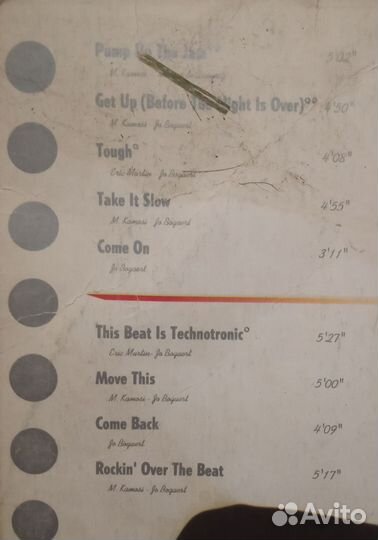 Pump Up The Jam°° 5'02"
M. Kamosi
Get Up (Before The Night Is Over)°° 4'50"
M. Kamosi - Jo Bogaert
Tough° 4'08"
Eric Martin - Jo Bogaert
Take It Slow 4'55"
M. Kamosi - Jo Bogaert
Come On 3'11"
Jo Bogaert
This Beat Is Technotronic° 5'27"
Eric Martin - Jo Bogaert
Move This 5'00"
M. Kamosi - Jo Bogaert
Come Back 4'09"
Jo Bogaert
Rockin' Over The Beat 5'17"
M. Kamosi - Jo Bogaert
Avito